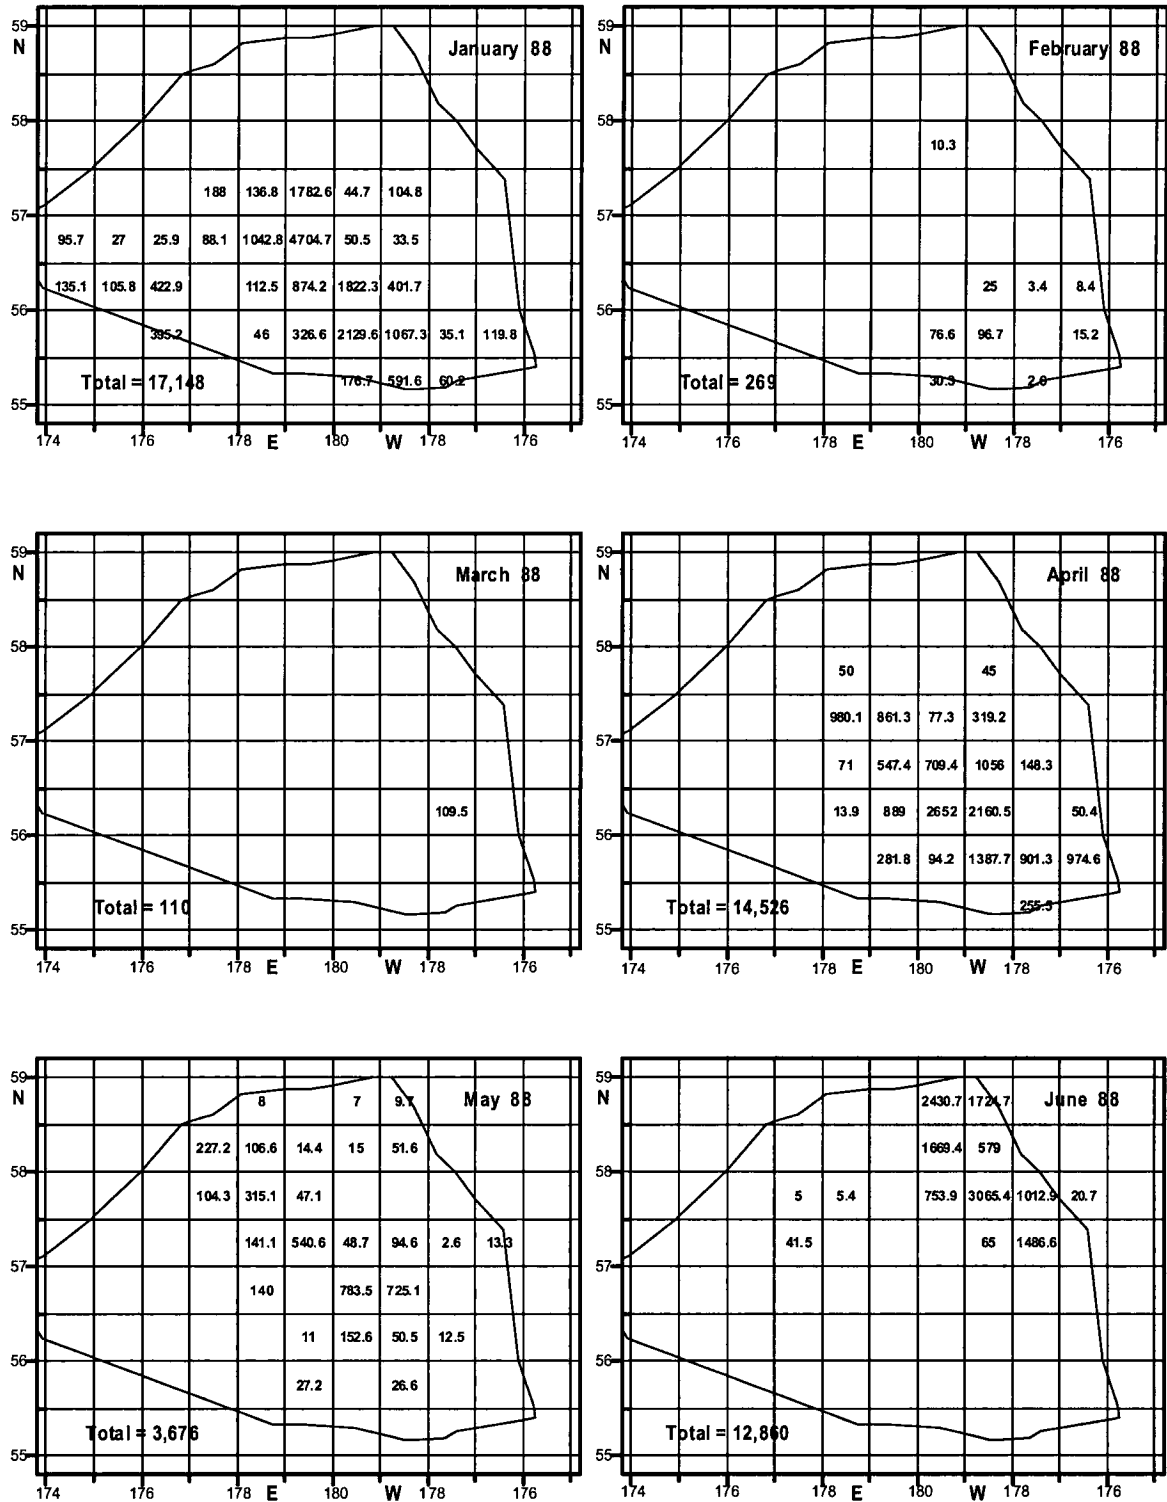 59
N
January 88
58
188 136.8 1782.6 44.7 104.8
57
95.7 27 25.9 88.1 1042.8 4704.7 50.5 33.5
135.1 105.8 422.9 112.5 874.2 1822.3 401.7
56
395.2 46 326.6 2129.6 1067.3 35.1 119.8
Total = 17,148 176.7 591.6 60.2
55
174 176 178 E 180 W 178 176
59
N
February 88
58
10.3
57
25 3.4 8.4
56
76.6 96.7 15.2
Total = 269 30.3
55
174 176 178 E 180 W 178 176
59
N
March 88
58
57
109.5
56
Total = 110
55
174 176 178 E 180 W 178 176
59
N
April 88
58
50 45
980.1 861.3 77.3 319.2
57
71 547.4 709.4 1056 148.3
13.9 889 2652 2160.5 50.4
56
281.8 94.2 1387.7 901.3 974.6
Total = 14,526 255.5
55
174 176 178 E 180 W 178 176
59
N
8 7 9.7 May 88
227.2 106.6 14.4 15 51.6
58
104.3 315.1 47.1
141.1 540.6 48.7 94.6 2.6 13.3
57
140 783.5 725.1
11 152.6 50.5 12.5
56
27.2 26.6
Total = 3,676
55
174 176 178 E 180 W 178 176
59
N
2430.7 1724.7 June 88
1669.4 579
58
5 5.4 753.9 3065.4 1012.9 20.7
41.5 65 1486.6
57
56
Total = 12,860
55
174 176 178 E 180 W 178 176